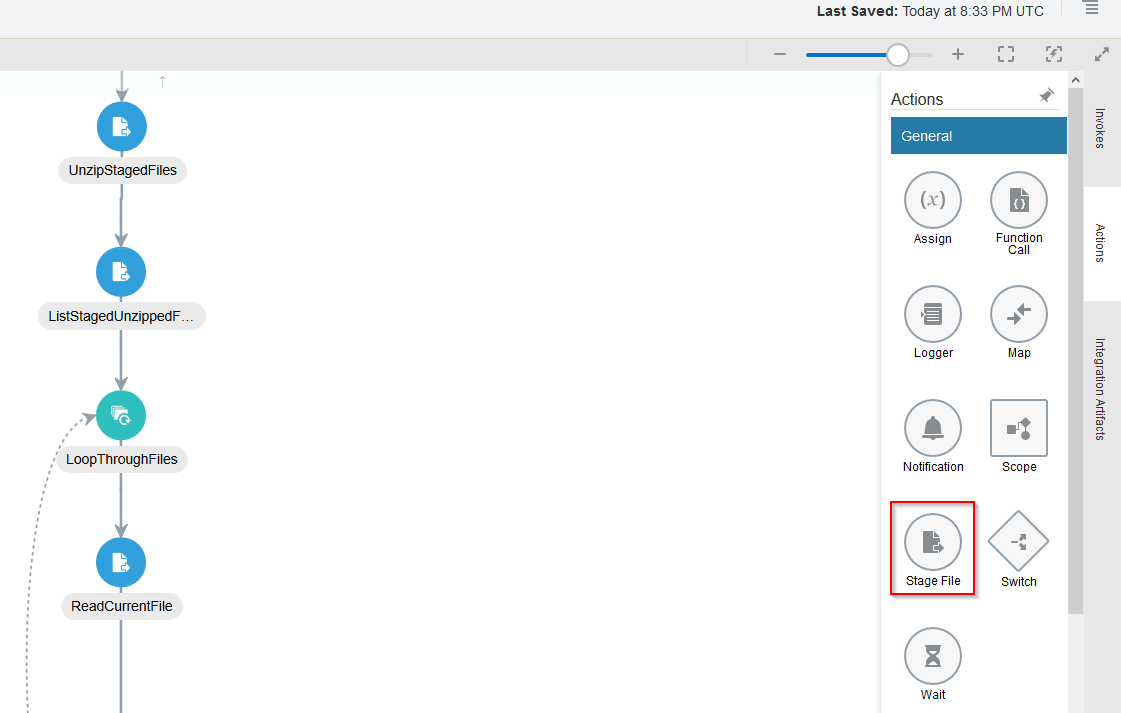 Last Saved: Today at 8:33 PM UTC
UnzipStagedFiles
ListStagedUnzippedF...
LoopThroughFiles
ReadCurrentFile
Actions
General
(x)
Assign
Function
Call
Logger
Map
Notification
Scope
Stage File
Switch
Wait
Invokes
Actions
Integration Artifacts